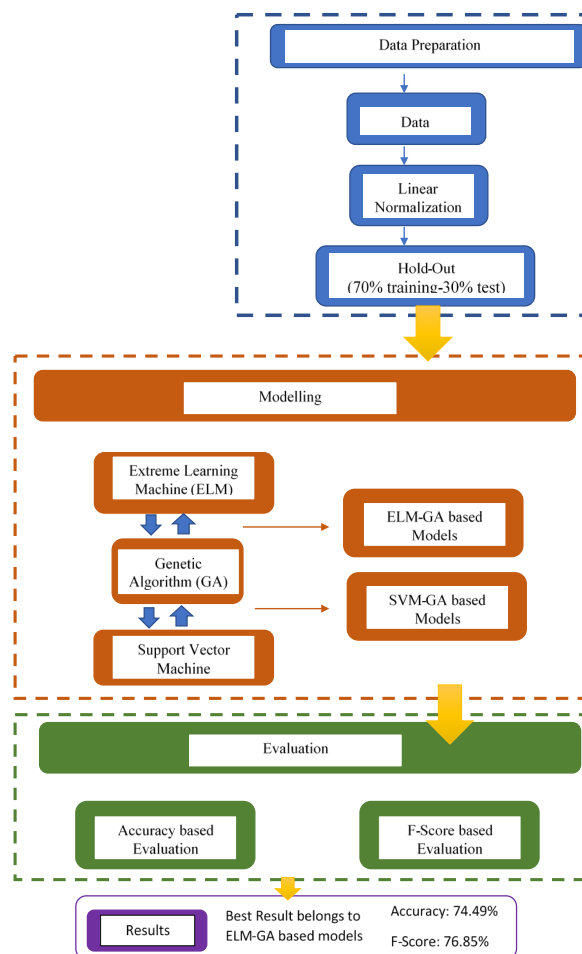 Data Preparation
Data
Linear
Normalization
Hold-Out
(70% training-30% test)
Modelling
Extreme Learning
Machine (ELM)
Genetic
Algorithm (GA)
Support Vector
Machine
ELM-GA based
Models
SVM-GA based
Models
Evaluation
Accuracy based
Evaluation
F-Score based
Evaluation
Results
Best Result belongs to
ELM-GA based models
Accuracy: 74.49%
F-Score: 76.85%